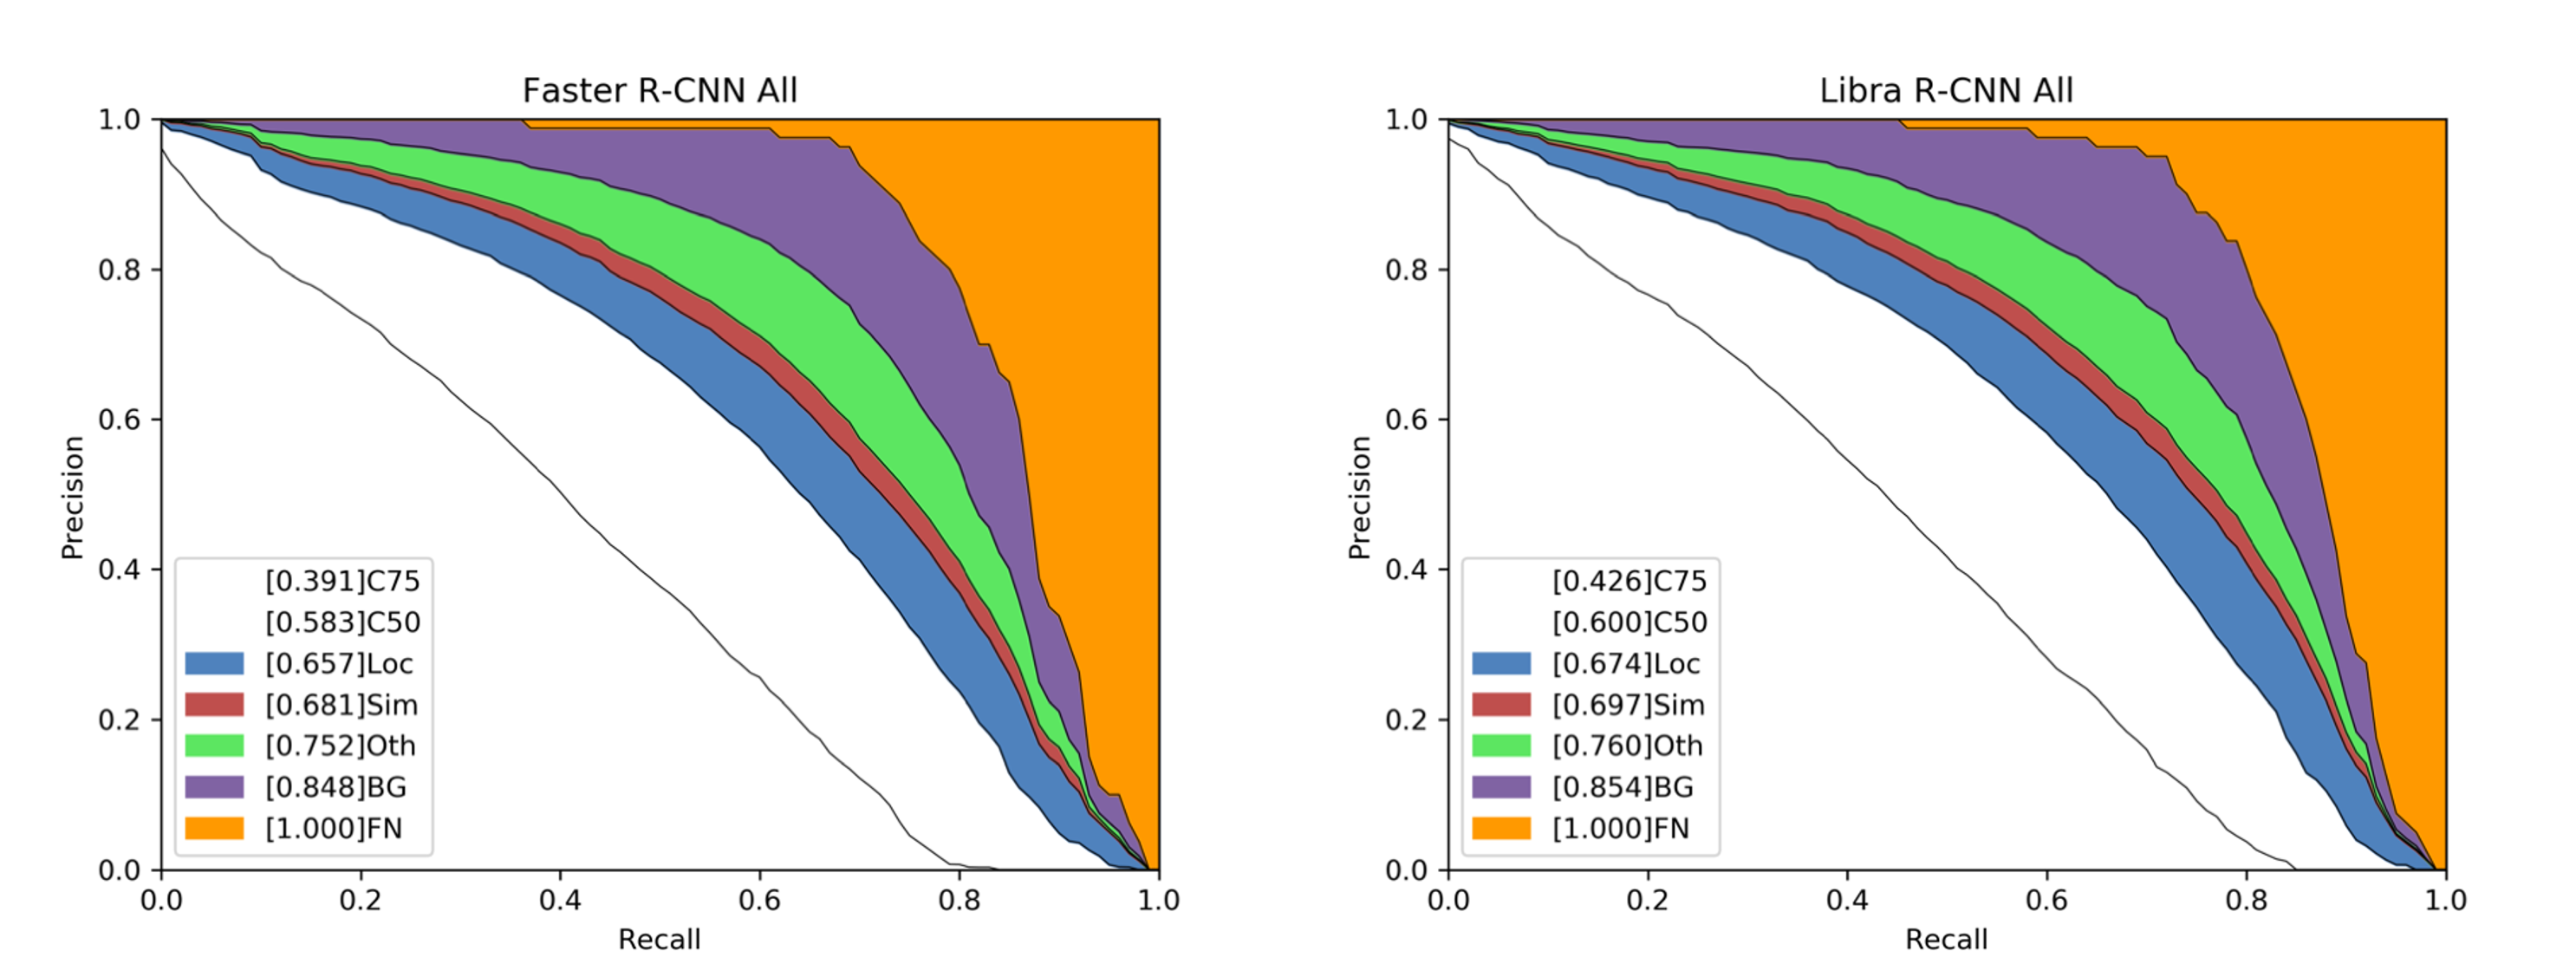 Faster R-CNN All
1.0
0.8
0.6
0.4
0.2
0.0
Precision
[0.391]C75
[0.583]C50
[0.657]Loc
[0.681]Sim
[0.752]Oth
[0.848]BG
[1.000]FN
0.0 0.2 0.4 0.6 0.8 1.0
Recall
Libra R-CNN All
1.0
0.8
0.6
0.4
0.2
0.0
Precision
[0.426]C75
[0.600]C50
[0.674]Loc
[0.697]Sim
[0.760]Oth
[0.854]BG
[1.000]FN
0.0 0.2 0.4 0.6 0.8 1.0
Recall